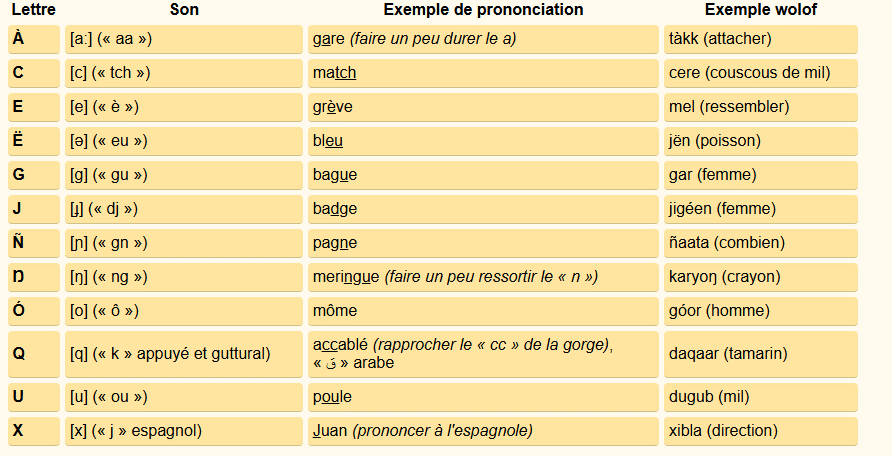 Lettre Son Exemple de prononciation Exemple wolof
À [aː] (« aa ») gare (faire un peu durer le a) tàkk (attacher)
C [c] (« tch ») match cere (couscous de mil)
E [e] (« è ») grève mel (ressembler)
Ë [ə] (« eu ») bleu jën (poisson)
G [g] (« gu ») bague gar (femme)
J [ɟ] (« dj ») badge jigéen (femme)
Ñ [ɲ] (« gn ») pagne ñaata (combien)
Ŋ [ŋ] (« ng ») meringue (faire un peu ressortir le « n ») karyoŋ (crayon)
Ó [o] (« ô ») môme góor (homme)
Q [q] (« k » appuyé et guttural) accablé (rapprocher le « cc » de la gorge),
« قَ » arabe daqaar (tamarin)
U [u] (« ou ») poule dugub (mil)
X [x] (« j » espagnol) Juan (prononcer à l'espagnole) xibla (direction)